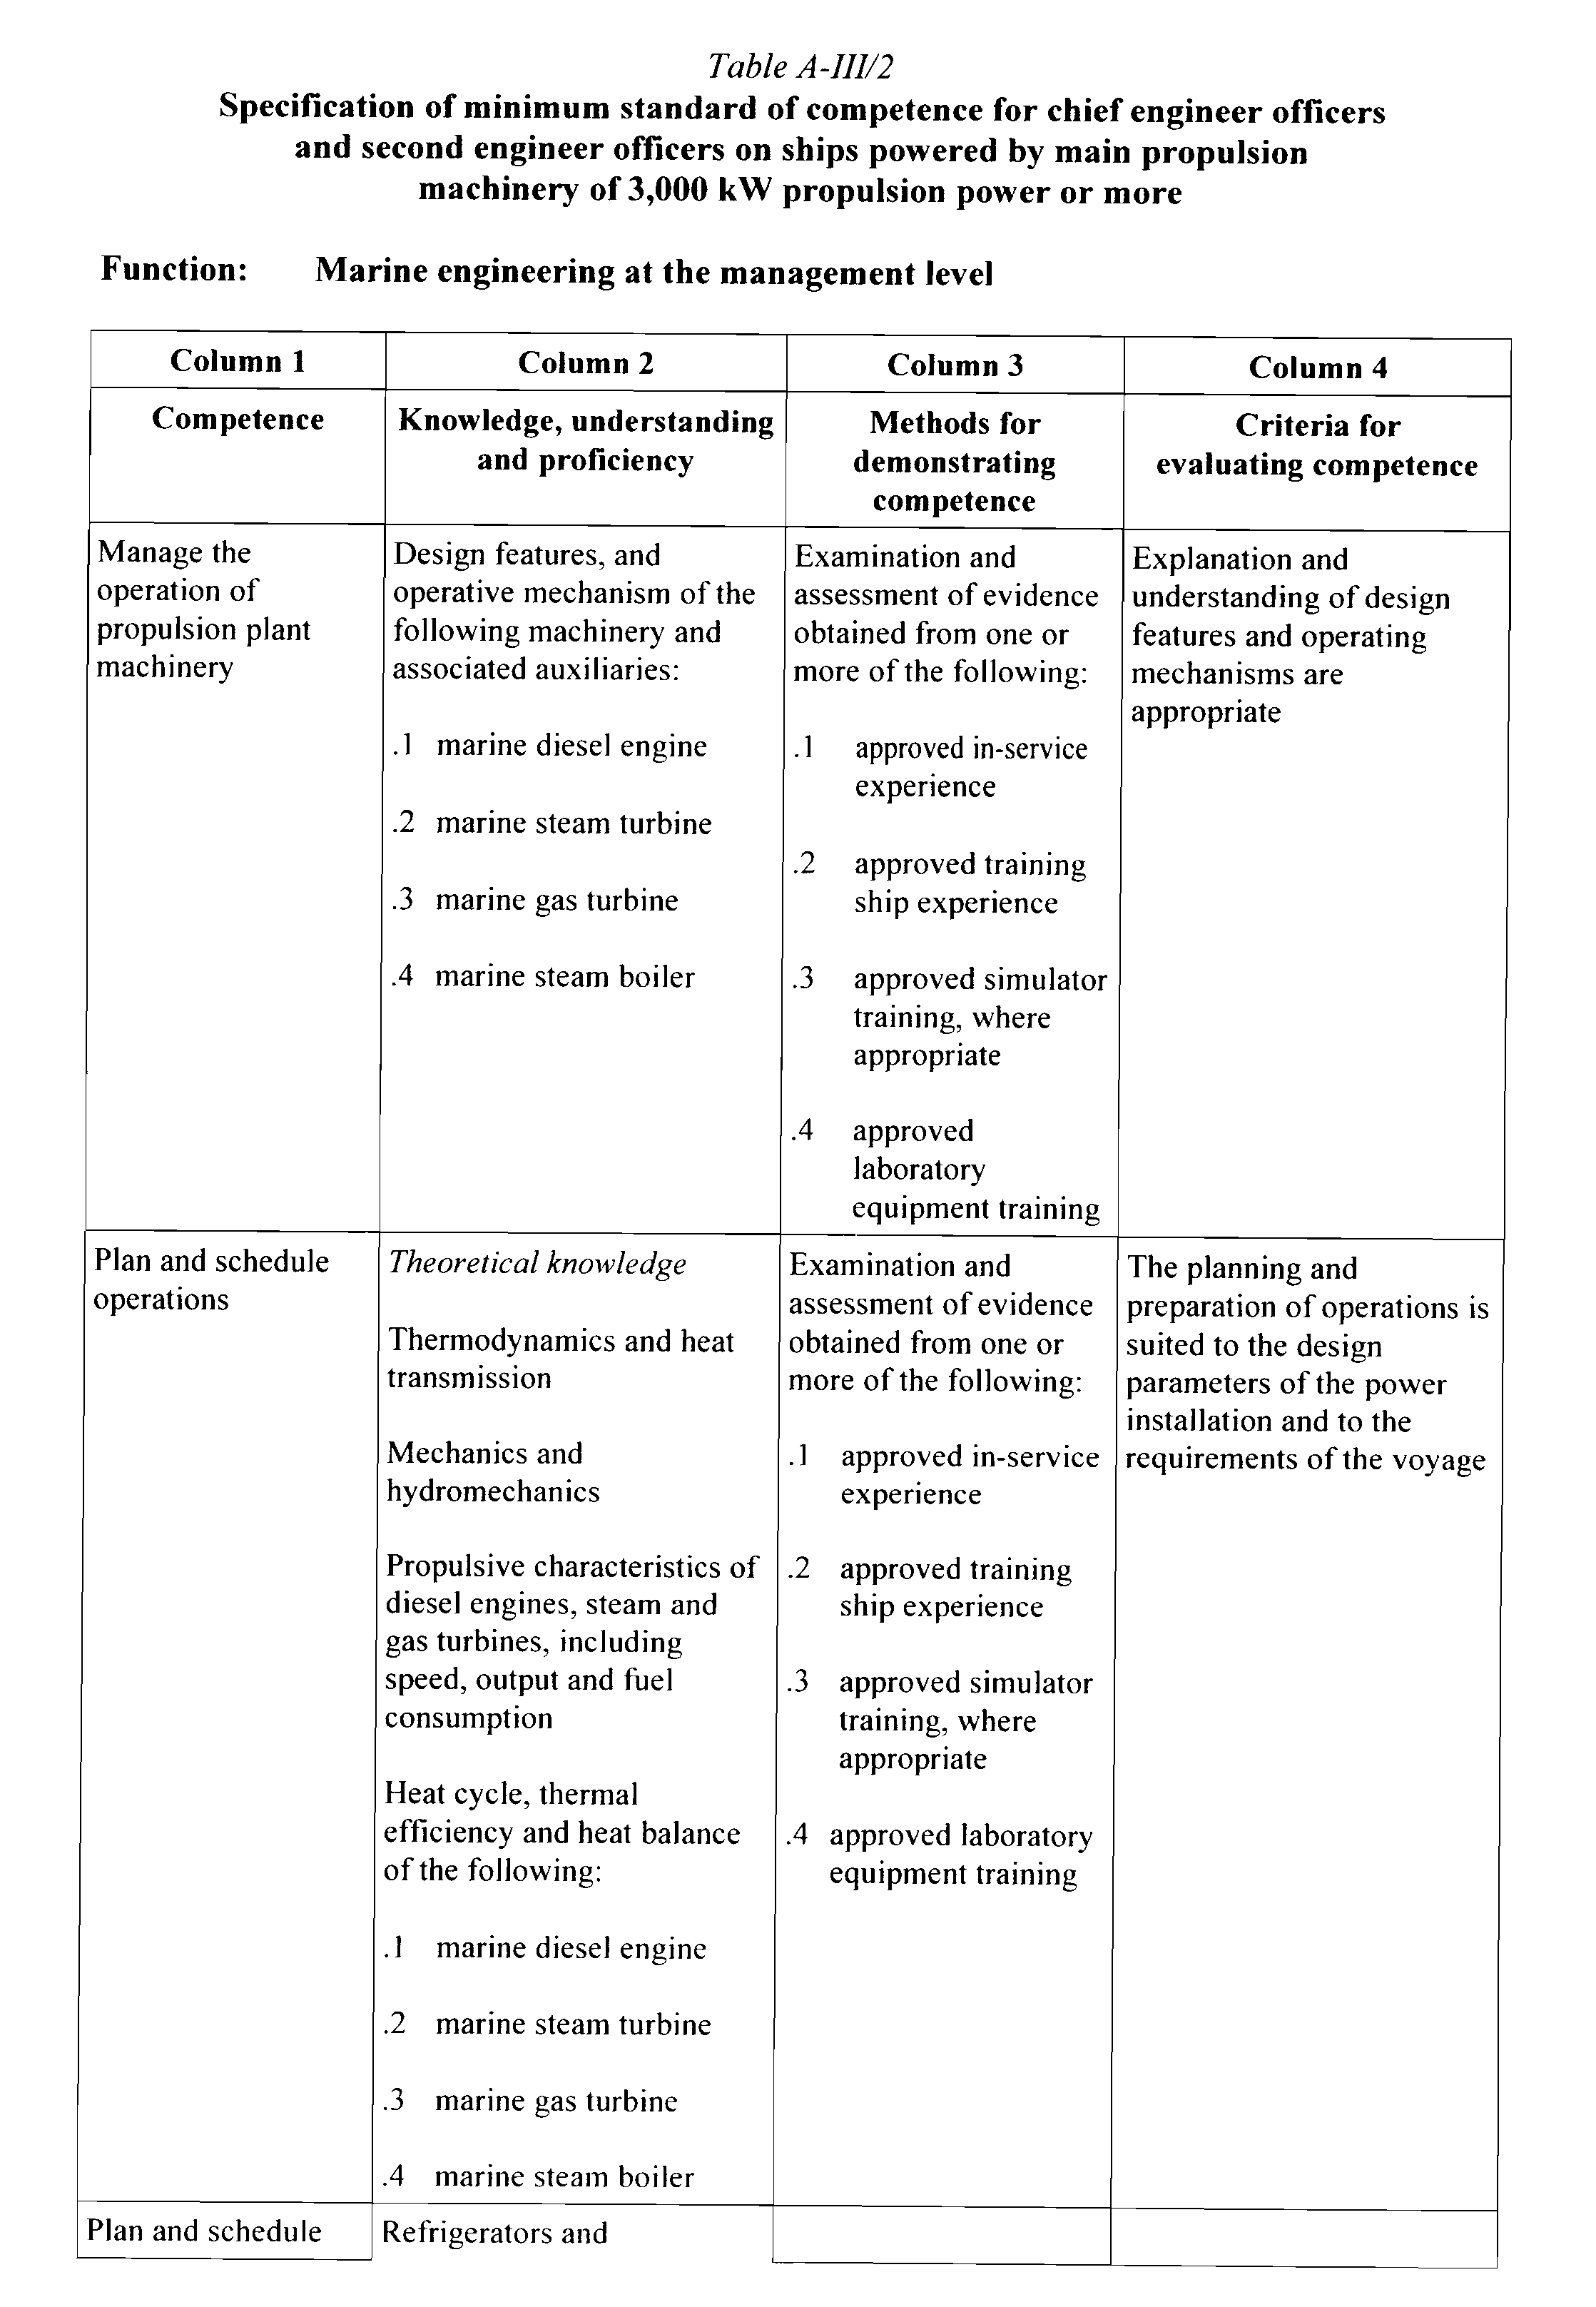 Table A-III/2
Specification of minimum standard of competence for chief engineer officers
and second engineer officers on ships powered by main propulsion
machinery of 3,000 kW propulsion power or more
Function: Marine engineering at the management level
Column 1
Column 2
Column 3
Column 4
Competence
Knowledge, understanding
and proficiency
Methods for
demonstrating
competence
Criteria for
evaluating competence
Manage the
operation of
propulsion plant
machinery
Design features, and
operative mechanism of the
following machinery and
associated auxiliaries:
.1 marine diesel engine
.2 marine steam turbine
.3 marine gas turbine
.4 marine steam boiler
Examination and
assessment of evidence
obtained from one or
more of the following:
.1 approved in-service
experience
.2 approved training
ship experience
.3 approved simulator
training, where
appropriate
.4 approved
laboratory
equipment training
Explanation and
understanding of design
features and operating
mechanisms are
appropriate
Plan and schedule
operations
Theoretical knowledge
Thermodynamics and heat
transmission
Mechanics and
hydromechanics
Propulsive characteristics of
diesel engines, steam and
gas turbines, including
speed, output and fuel
consumption
Heat cycle, thermal
efficiency and heat balance
of the following:
.1 marine diesel engine
.2 marine steam turbine
.3 marine gas turbine
.4 marine steam boiler
Examination and
assessment of evidence
obtained from one or
more of the following:
.1 approved in-service
experience
.2 approved training
ship experience
.3 approved simulator
training, where
appropriate
.4 approved laboratory
equipment training
The planning and
preparation of operations is
suited to the design
parameters of the power
installation and to the
requirements of the voyage
Plan and schedule
Refrigerators and